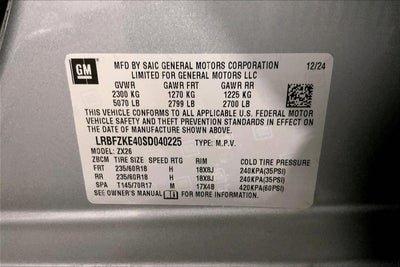 GM
MFD BY SAIC GENERAL MOTORS CORPORATION 12/24
LIMITED FOR GENERAL MOTORS LLC
GVWR GAWR FRT GAWR RR
2300 KG 1270 KG 1225 KG
5070 LB 2799 LB 2700 LB
THIS VEHICLE CONFORMS TO ALL APPLICABLE U.S. FEDERAL MOTOR
VEHICLE SAFETY AND THEFT PREVENTION STANDARDS IN EFFECT ON
THE DATE OF MANUFACTURE SHOWN ABOVE.
LRBFZKE40SD040225 TYPE: M.P.V.
MODEL: ZX26
ZBCM TIRE SIZE SPEED RTG RIM COLD TIRE PRESSURE
FRT 235/60R18 H 18X8J 240KPA(35PSI)
RR 235/60R18 H 18X8J 240KPA(35PSI)
SPA T145/70R17 M 17X4B 420KPA(60PSI)
SEE OWNER'S MANUAL FOR MORE INFORMATION.